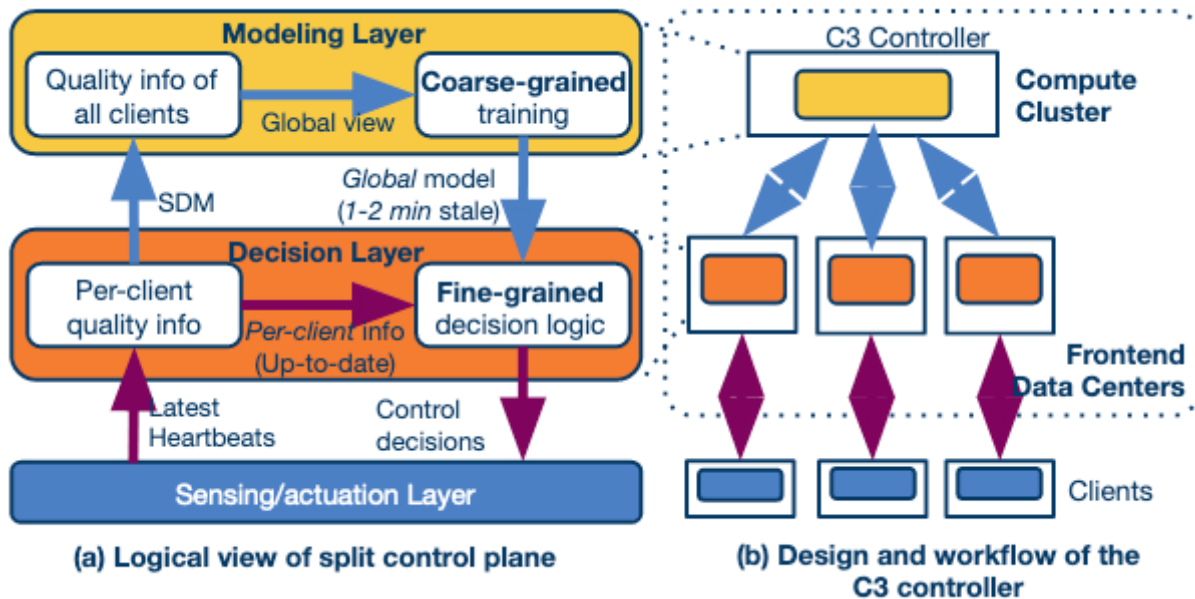 Modeling Layer
Quality info of
all clients
Global view
Coarse-grained
training
SDM
Global model
(1-2 min stale)
Decision Layer
Per-client
quality info
Per-client info
(Up-to-date)
Fine-grained
decision logic
Latest
Heartbeats
Control
decisions
Sensing/actuation Layer
(a) Logical view of split control plane
C3 Controller
Compute
Cluster
Frontend
Data Centers
Clients
(b) Design and workflow of the
C3 controller